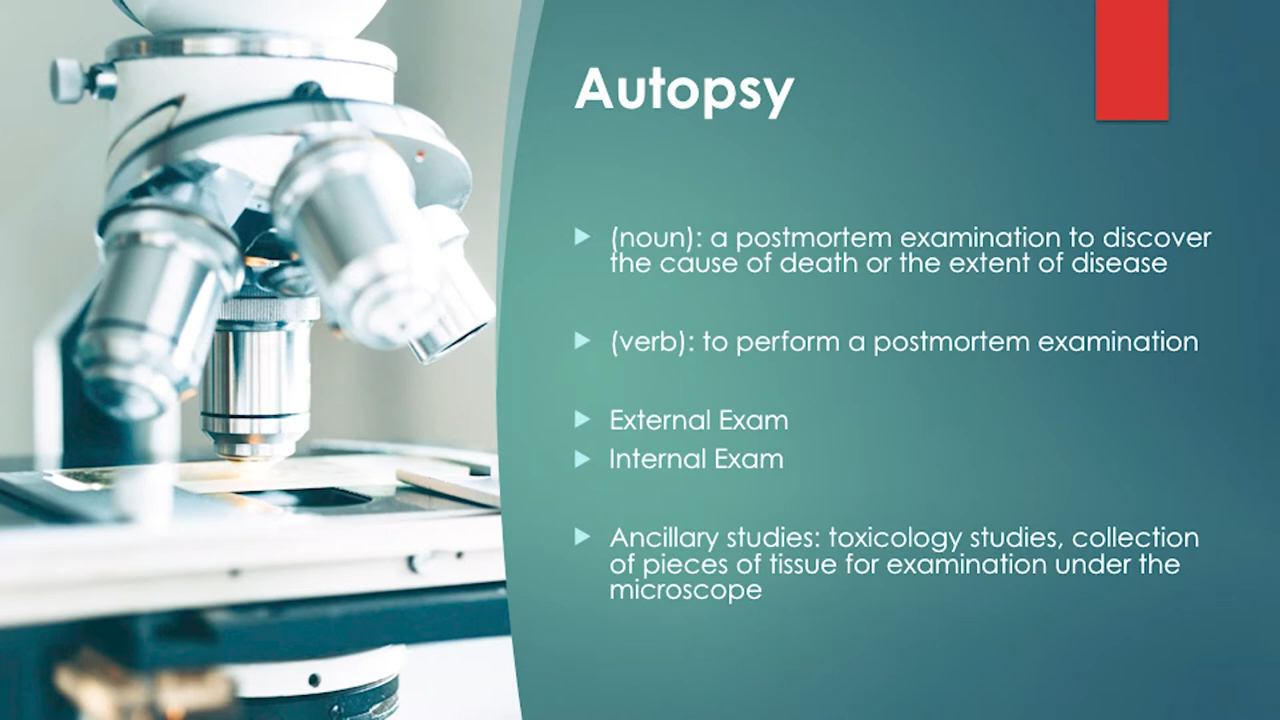 Autopsy
(noun): a postmortem examination to discover
the cause of death or the extent of disease
(verb): to perform a postmortem examination
External Exam
Internal Exam
Ancillary studies: toxicology studies, collection
of pieces of tissue for examination under the
microscope